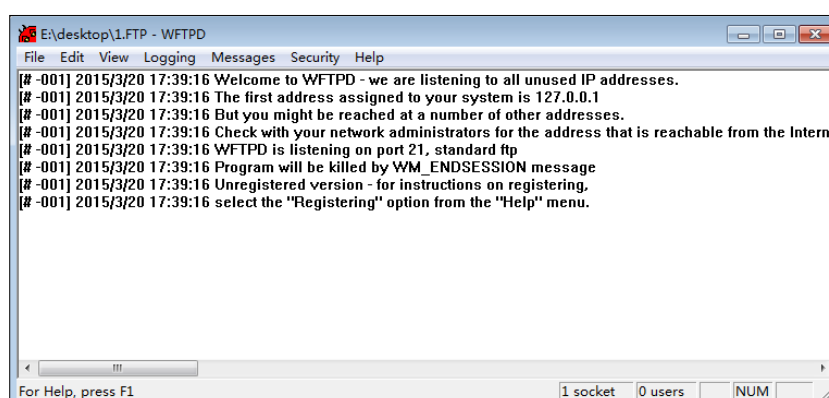 E:\desktop\1.FTP - WFTPD
File Edit View Logging Messages Security Help
[# -001] 2015/3/20 17:39:16 Welcome to WFTPD - we are listening to all unused IP addresses.
[# -001] 2015/3/20 17:39:16 The first address assigned to your system is 127.0.0.1
[# -001] 2015/3/20 17:39:16 But you might be reached at a number of other addresses.
[# -001] 2015/3/20 17:39:16 Check with your network administrators for the address that is reachable from the Intern
[# -001] 2015/3/20 17:39:16 WFTPD is listening on port 21, standard ftp
[# -001] 2015/3/20 17:39:16 Program will be killed by WM_ENDSESSION message
[# -001] 2015/3/20 17:39:16 Unregistered version - for instructions on registering,
[# -001] 2015/3/20 17:39:16 select the "Registering" option from the "Help" menu.
For Help, press F1 1 socket 0 users NUM